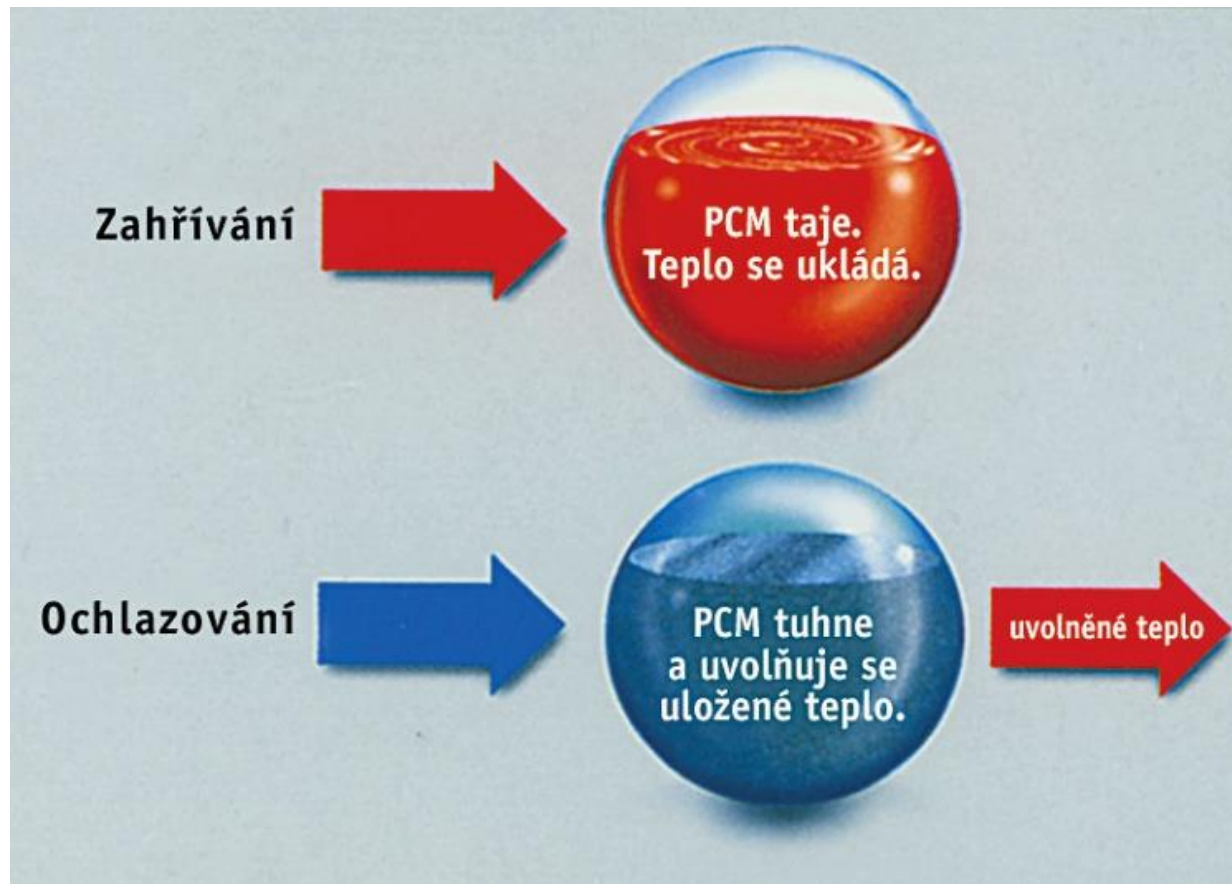 Zahřívání
PCM taje.
Teplo se ukládá.
Ochlazování
PCM tuhne
a uvolňuje se
uložené teplo.
uvolněné teplo